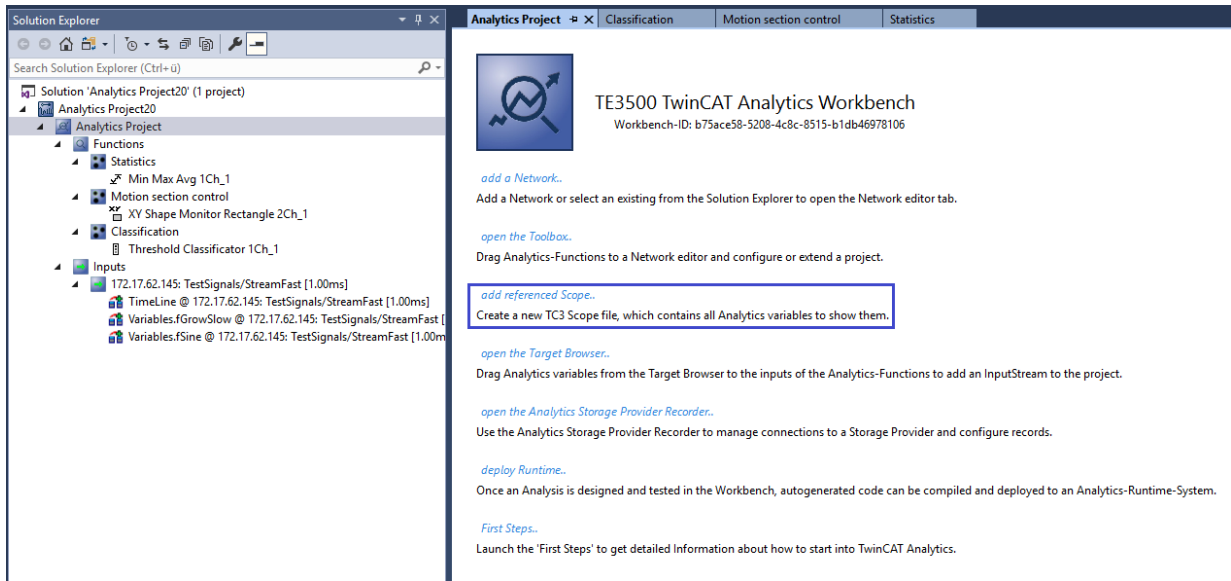 Solution Explorer
Search Solution Explorer (Ctrl+ü)
Solution 'Analytics Project20' (1 project)
Analytics Project20
Analytics Project
Functions
Statistics
Min Max Avg 1Ch_1
Motion section control
XY Shape Monitor Rectangle 2Ch_1
Classification
Threshold Classificator 1Ch_1
Inputs
172.17.62.145: TestSignals/StreamFast [1.00ms]
TimeLine @ 172.17.62.145: TestSignals/StreamFast [1.00ms]
Variables.fGrowSlow @ 172.17.62.145: TestSignals/StreamFast [
Variables.fSine @ 172.17.62.145: TestSignals/StreamFast [1.00m
Analytics Project Classification Motion section control Statistics
TE3500 TwinCAT Analytics Workbench
Workbench-ID: b75ace58-5208-4c8c-8515-b1db46978106
add a Network..
Add a Network or select an existing from the Solution Explorer to open the Network editor tab.
open the Toolbox..
Drag Analytics-Functions to a Network editor and configure or extend a project.
add referenced Scope..
Create a new TC3 Scope file, which contains all Analytics variables to show them.
open the Target Browser..
Drag Analytics variables from the Target Browser to the inputs of the Analytics-Functions to add an InputStream to the project.
open the Analytics Storage Provider Recorder..
Use the Analytics Storage Provider Recorder to manage connections to a Storage Provider and configure records.
deploy Runtime..
Once an Analysis is designed and tested in the Workbench, autogenerated code can be compiled and deployed to an Analytics-Runtime-System.
First Steps..
Launch the 'First Steps' to get detailed Information about how to start into TwinCAT Analytics.